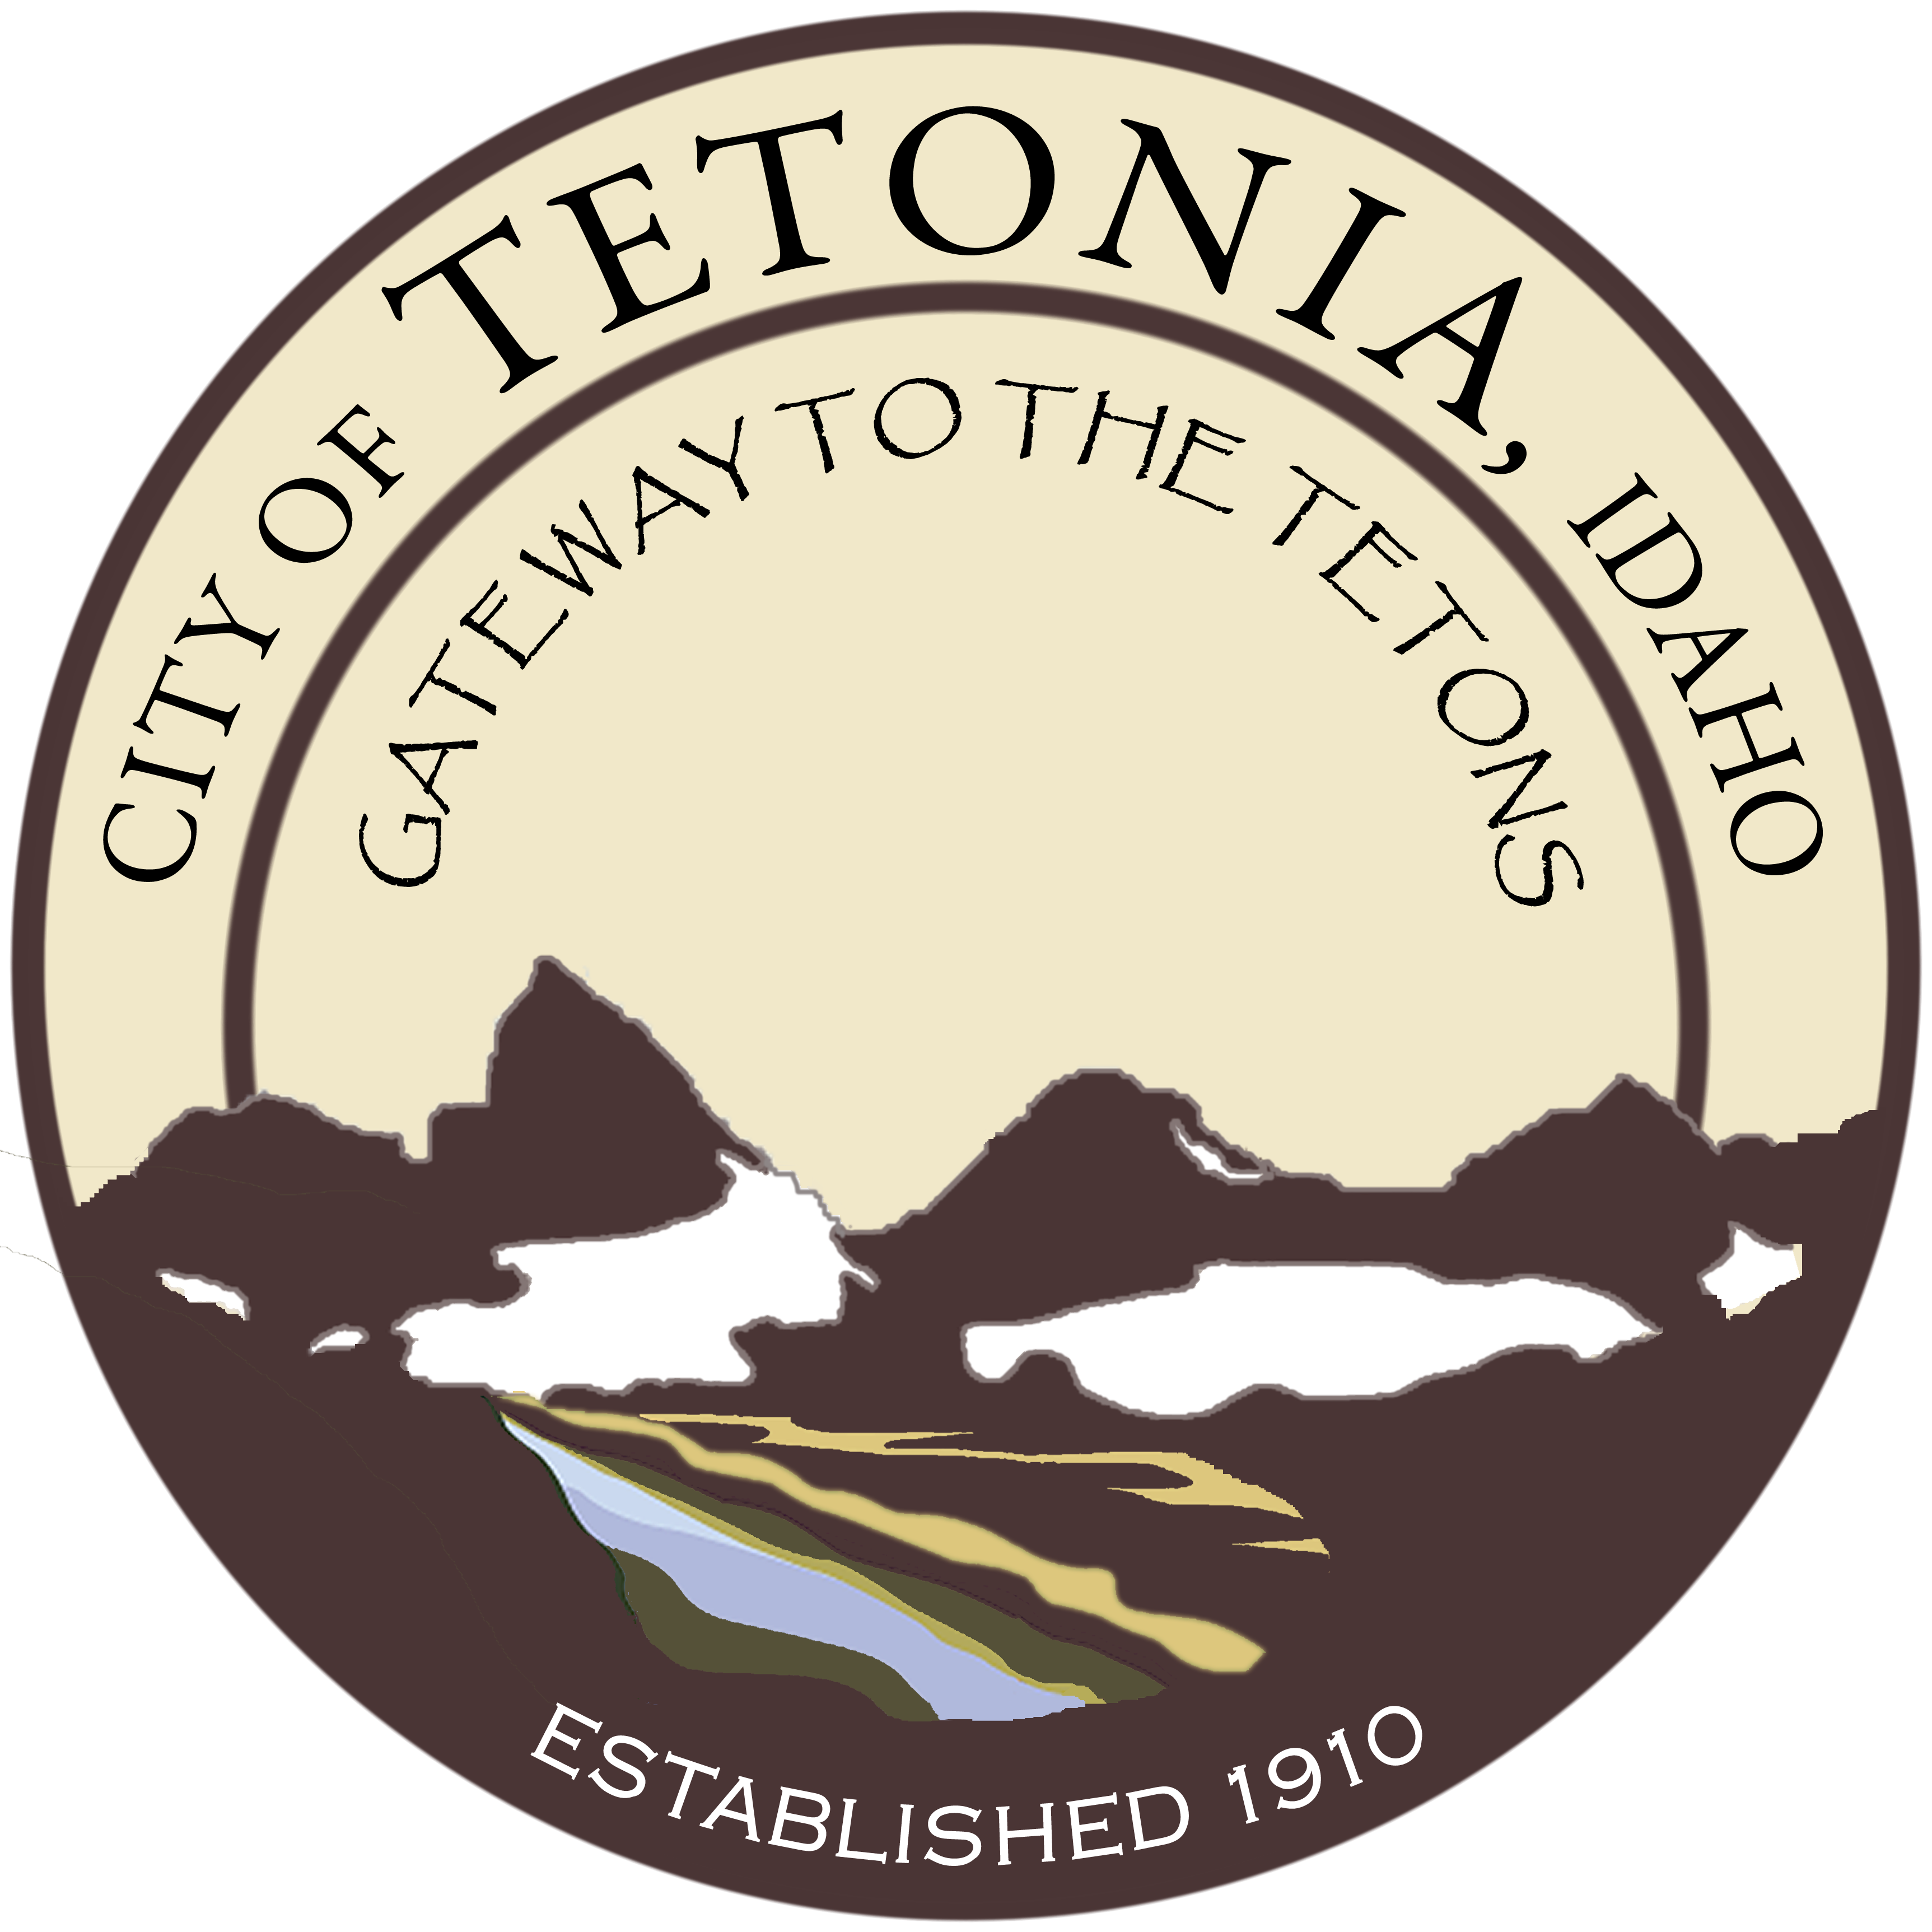 CITY OF TETONIA, IDAHO
GATEWAY TO THE TETONS
ESTABLISHED 1910